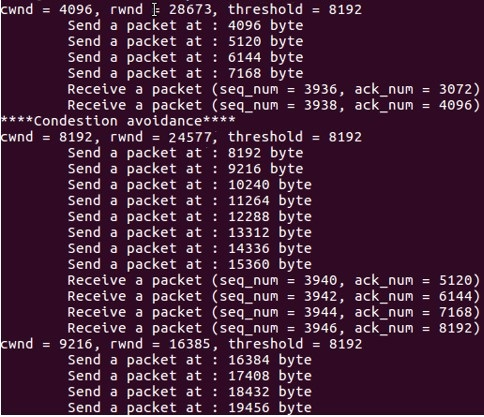 cwnd = 4096, rwnd = 28673, threshold = 8192
Send a packet at : 4096 byte
Send a packet at : 5120 byte
Send a packet at : 6144 byte
Send a packet at : 7168 byte
Receive a packet (seq_num = 3936, ack_num = 3072)
Receive a packet (seq_num = 3938, ack_num = 4096)
****Condestion avoidance****
cwnd = 8192, rwnd = 24577, threshold = 8192
Send a packet at : 8192 byte
Send a packet at : 9216 byte
Send a packet at : 10240 byte
Send a packet at : 11264 byte
Send a packet at : 12288 byte
Send a packet at : 13312 byte
Send a packet at : 14336 byte
Send a packet at : 15360 byte
Receive a packet (seq_num = 3940, ack_num = 5120)
Receive a packet (seq_num = 3942, ack_num = 6144)
Receive a packet (seq_num = 3944, ack_num = 7168)
Receive a packet (seq_num = 3946, ack_num = 8192)
cwnd = 9216, rwnd = 16385, threshold = 8192
Send a packet at : 16384 byte
Send a packet at : 17408 byte
Send a packet at : 18432 byte
Send a packet at : 19456 byte